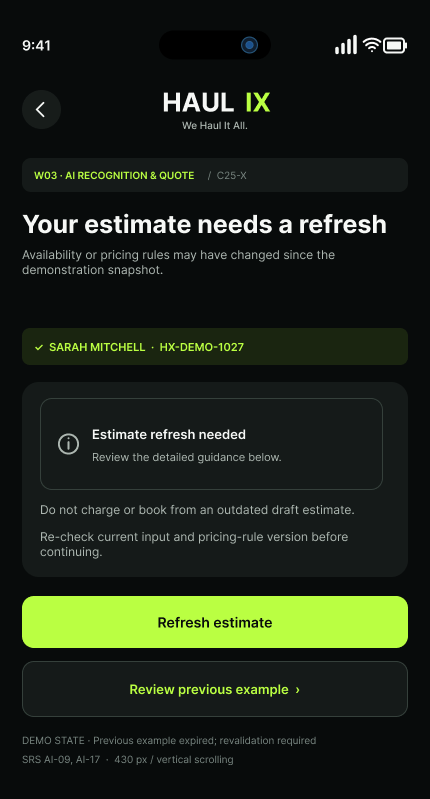 9:41
HAUL IX
We Haul It All.
W03 · AI RECOGNITION & QUOTE / C25-X
Your estimate needs a refresh
Availability or pricing rules may have changed since the
demonstration snapshot.
✓ SARAH MITCHELL · HX-DEMO-1027
Estimate refresh needed
Review the detailed guidance below.
Do not charge or book from an outdated draft estimate.
Re-check current input and pricing-rule version before
continuing.
Refresh estimate
Review previous example ›
DEMO STATE · Previous example expired; revalidation required
SRS AI-09, AI-17 · 430 px / vertical scrolling